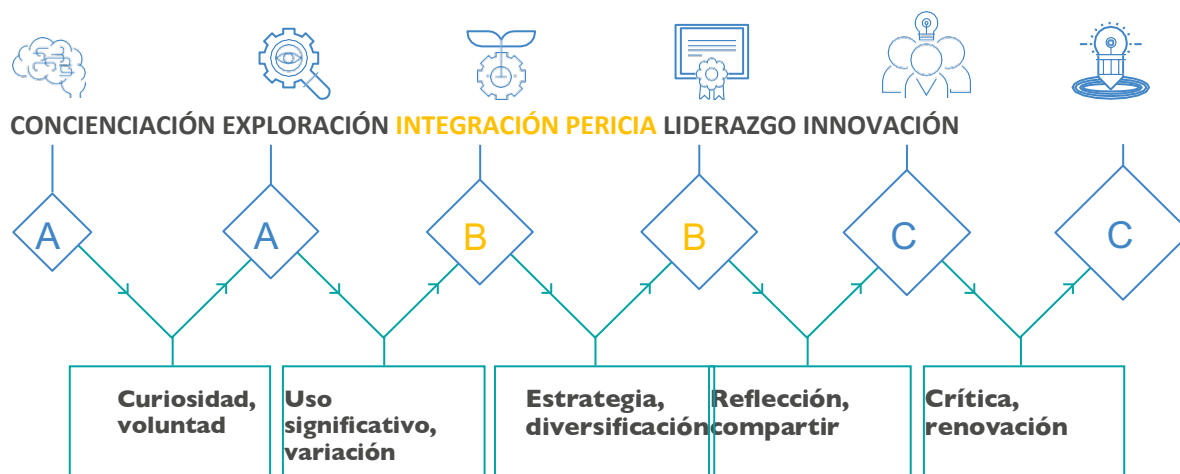 CONCIENCIACIÓN EXPLORACIÓN INTEGRACIÓN PERICIA LIDERAZGO INNOVACIÓN
A A B B C C
Curiosidad,
voluntad
Uso
significativo,
variación
Estrategia,
diversificación
Reflección,
compartir
Crítica,
renovación